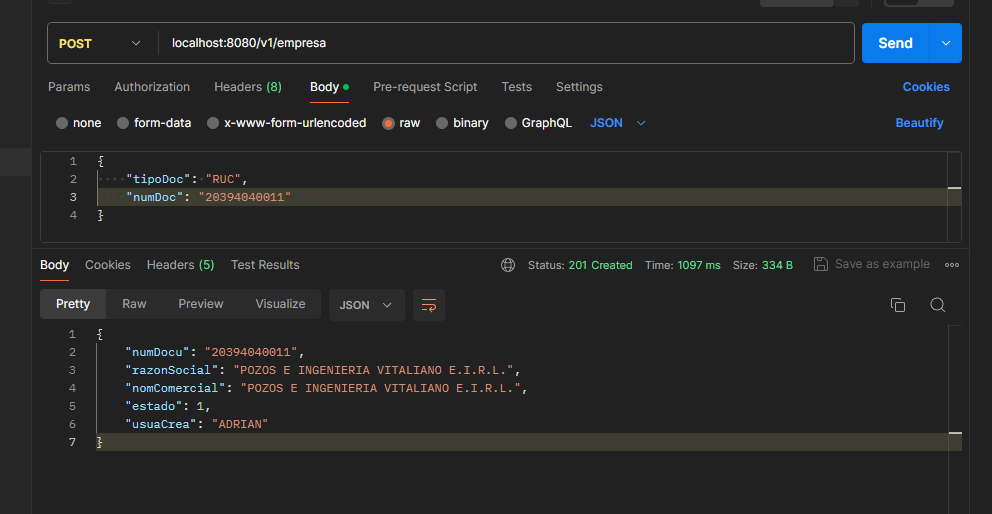 POST localhost:8080/v1/empresa Send
Params Authorization Headers (8) Body Pre-request Script Tests Settings Cookies
none form-data x-www-form-urlencoded raw binary GraphQL JSON Beautify
1 {
2 "tipoDoc": "RUC",
3 "numDoc": "20394040011"
4 }
Body Cookies Headers (5) Test Results Status: 201 Created Time: 1097 ms Size: 334 B Save as example
Pretty Raw Preview Visualize JSON
1 {
2 "numDocu": "20394040011",
3 "razonSocial": "POZOS E INGENIERIA VITALIANO E.I.R.L.",
4 "nomComercial": "POZOS E INGENIERIA VITALIANO E.I.R.L.",
5 "estado": 1,
6 "usuaCrea": "ADRIAN"
7 }